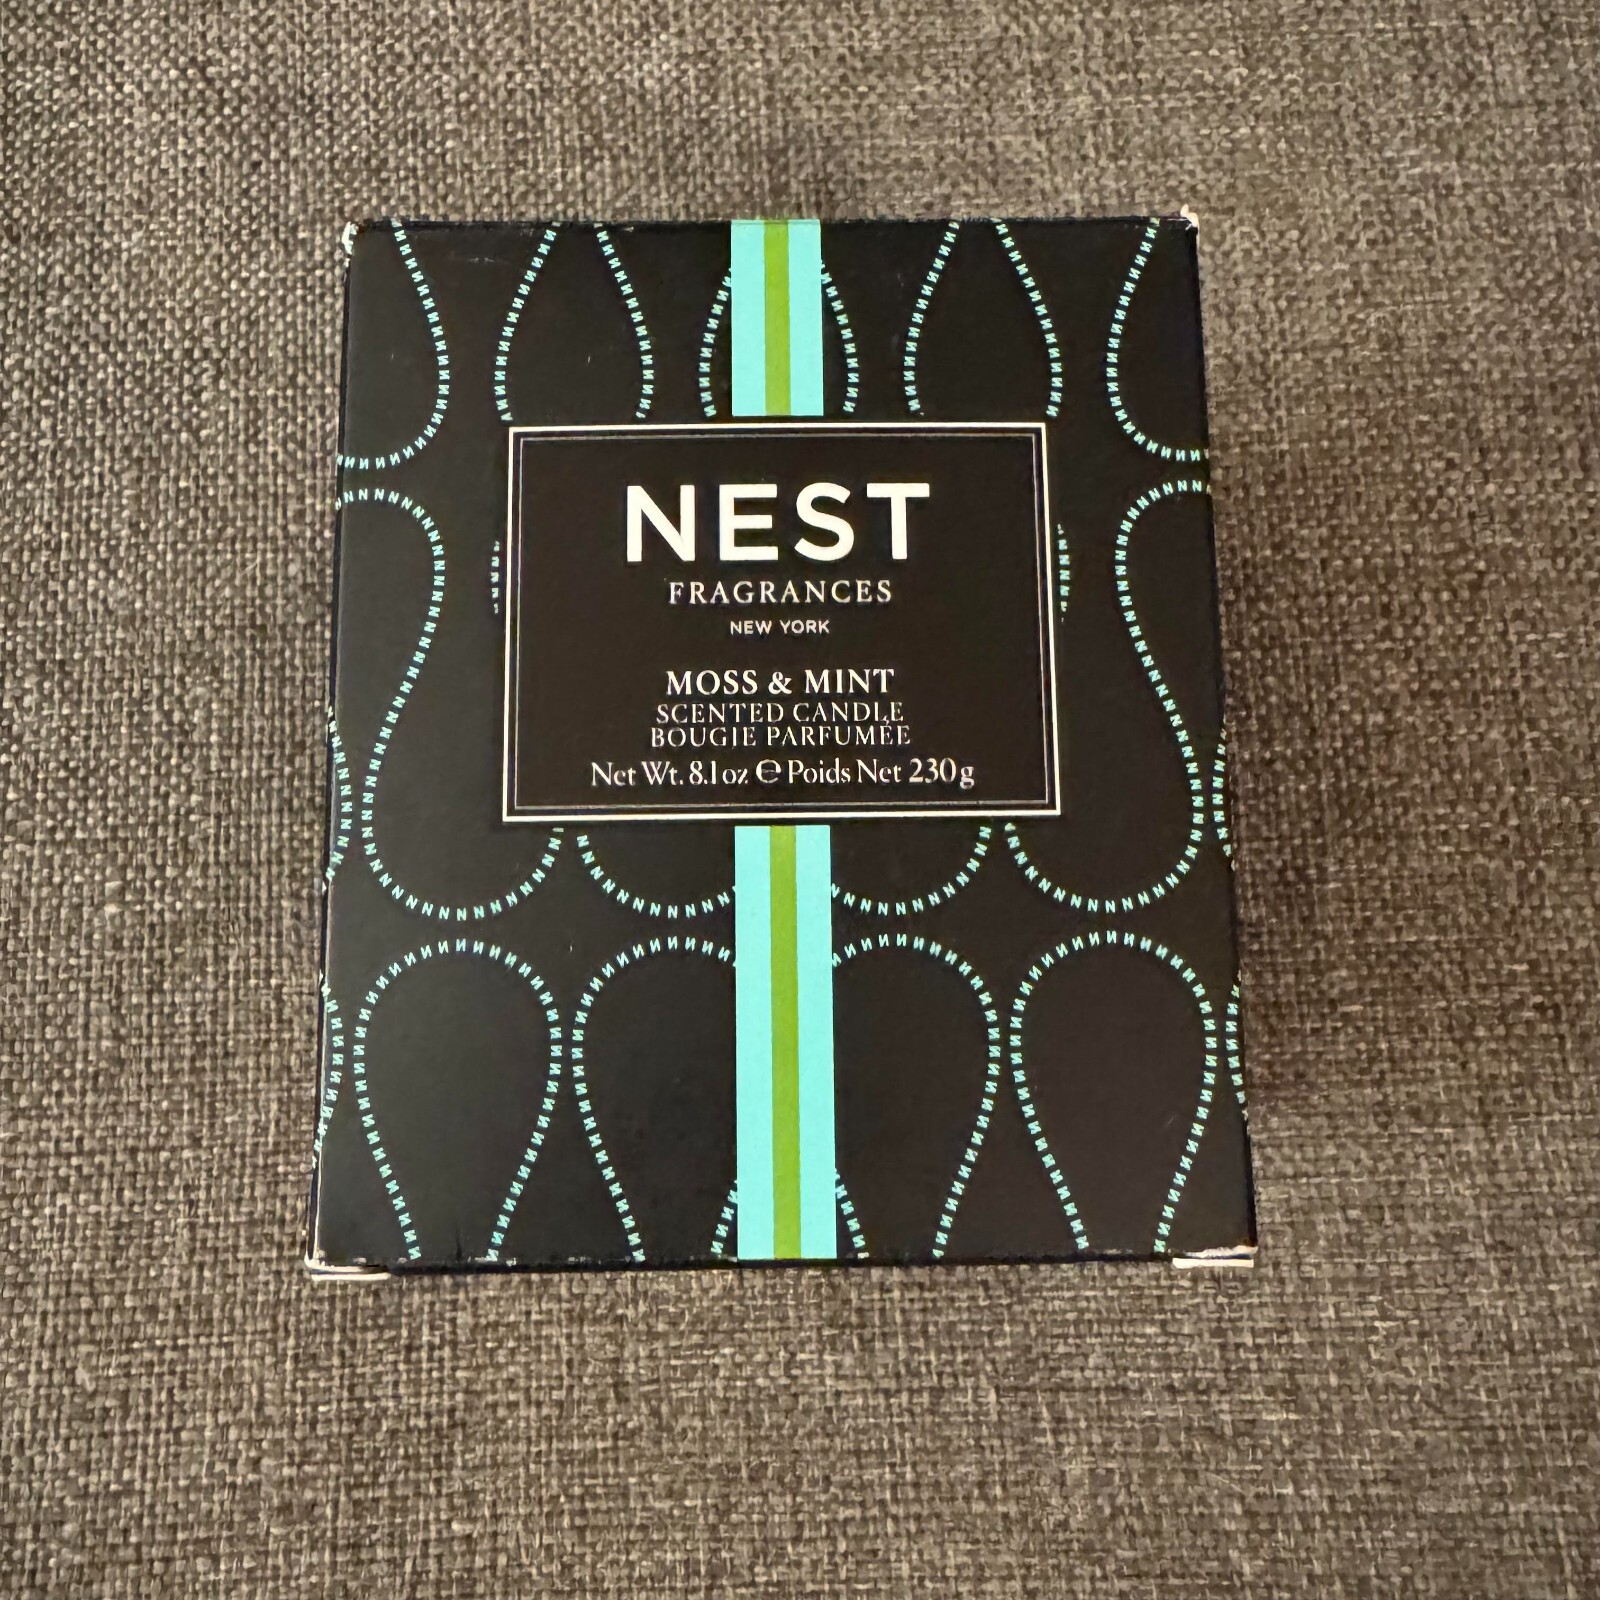 NEST
FRAGRANCES
NEW YORK
MOSS & MINT
SCENTED CANDLE
BOUGIE PARFUMÉE
Net Wt. 8.1 oz ℮ Poids Net 230g